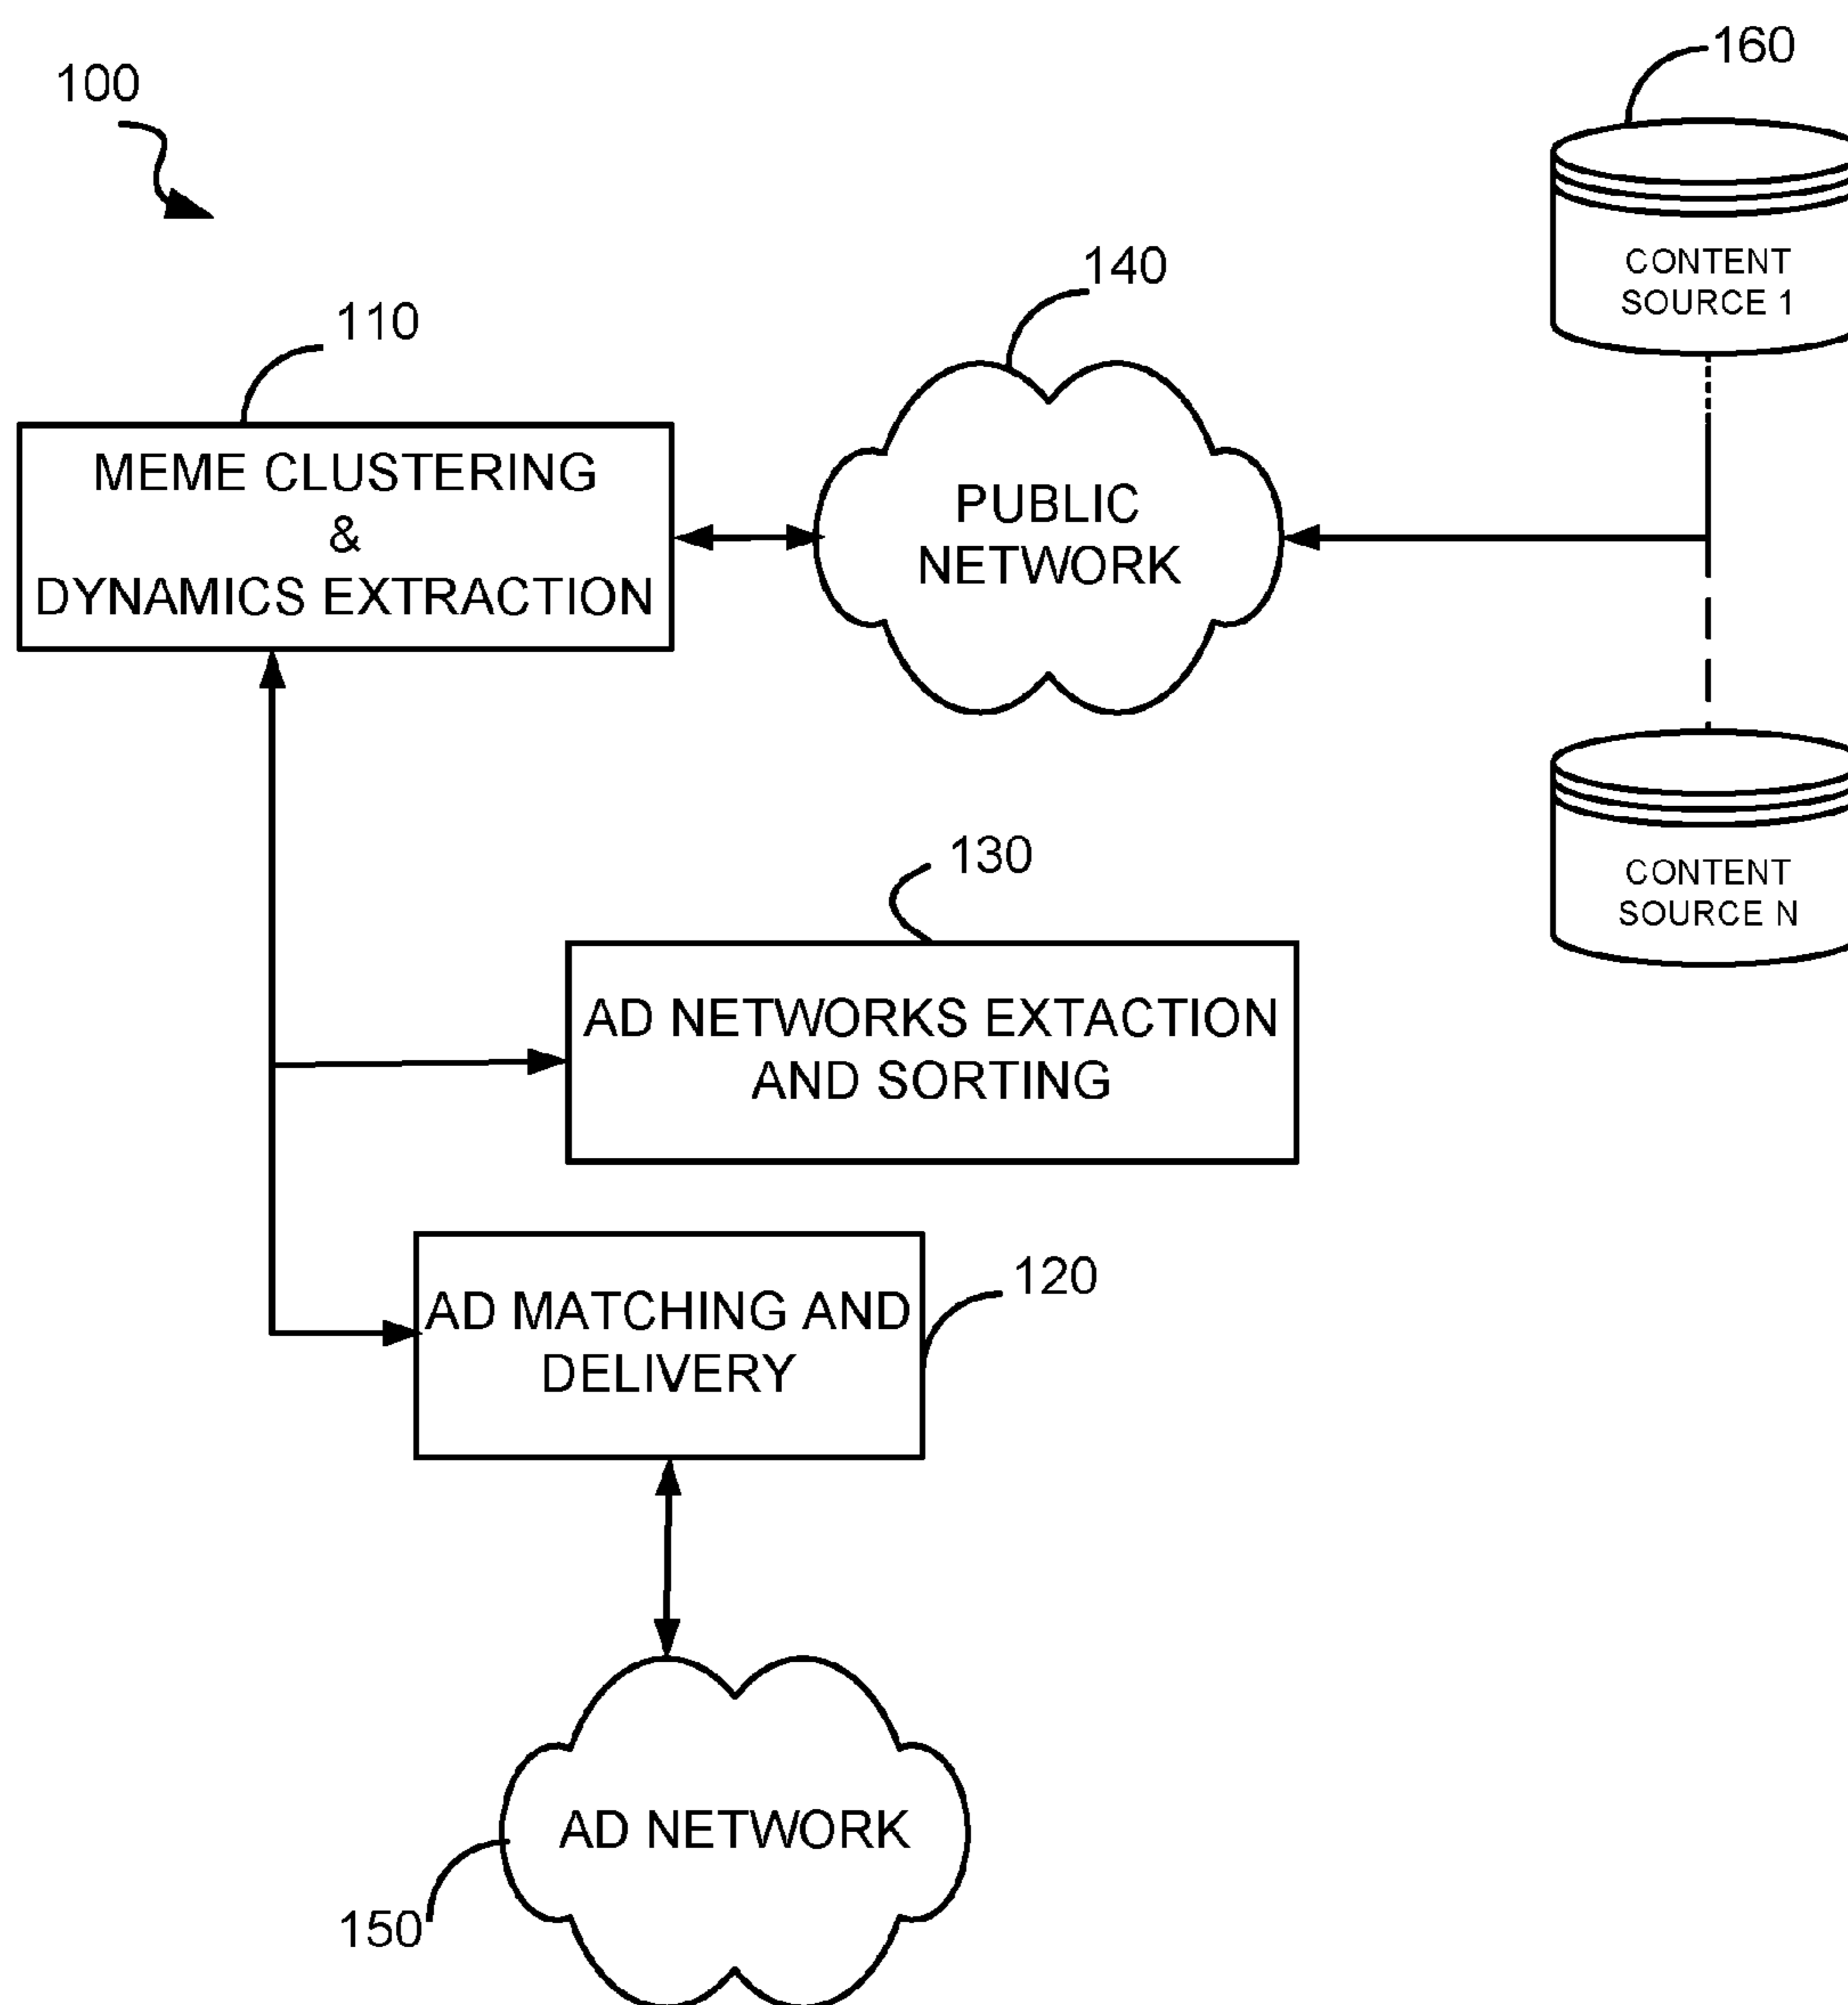 100
160
CONTENT
SOURCE 1
140
110
MEME CLUSTERING
&
DYNAMICS EXTRACTION
PUBLIC
NETWORK
130
CONTENT
SOURCE N
AD NETWORKS EXTACTION
AND SORTING
120
AD MATCHING AND
DELIVERY
AD NETWORK
150